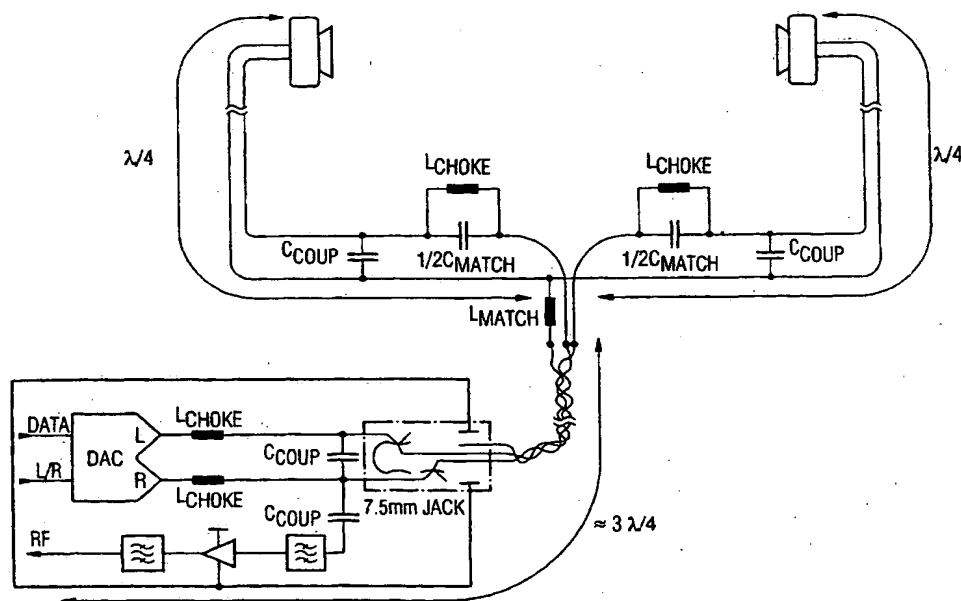 λ/4
LCHOKE
LCHOKE
λ/4
CCOUP
1/2CMATCH
1/2CMATCH
CCOUP
LMATCH
DATA
L/R
DAC
L
R
LCHOKE
LCHOKE
CCOUP
CCOUP
7.5mm JACK
RF
≈ 3 λ/4